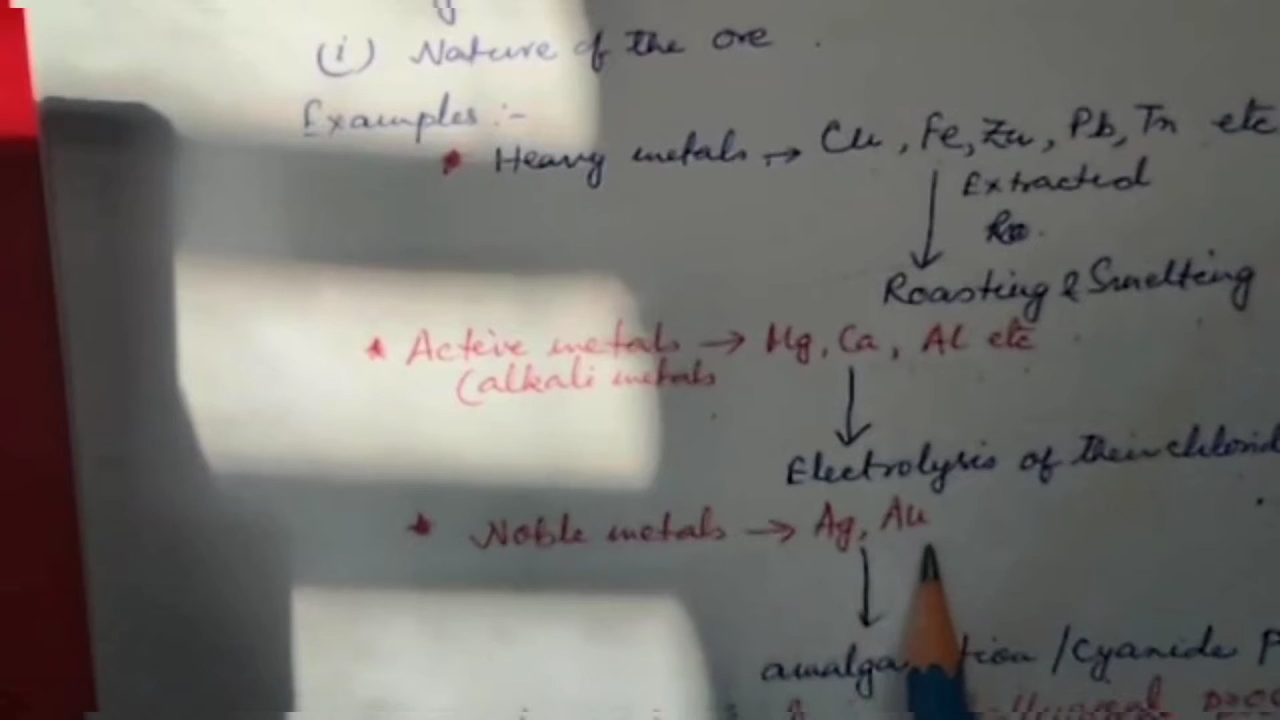 (i) Nature of the ore .
Examples :-
Heavy metals → Cu, Fe, Zn, Pb, Tn etc
Extracted
Roasting & Smelting
* Active metals → Mg, Ca, Al etc
(alkali metals
Electrolysis of their chlorid
* Noble metals → Ag, Au
/Cyanide P